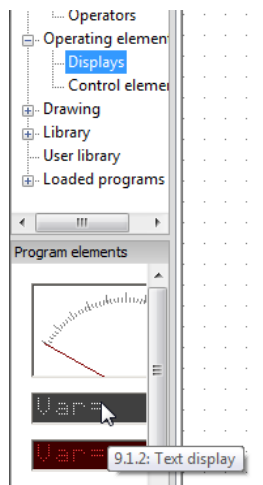 Operators
Operating element
Displays
Control elemer
Drawing
Library
User library
Loaded programs
Program elements
Var=
Var=
9.1.2: Text display